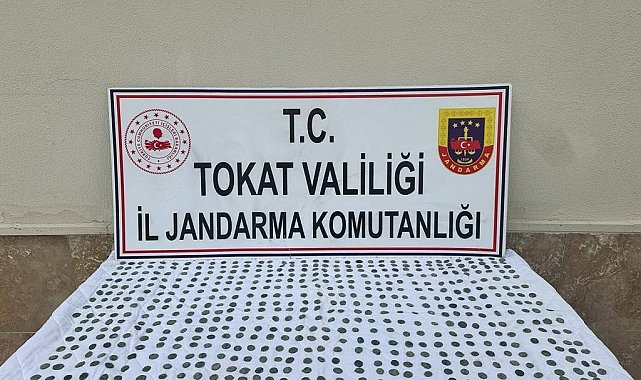 T.C.
TOKAT VALİLİĞİ
İL JANDARMA KOMUTANLIĞI
JANDARMA